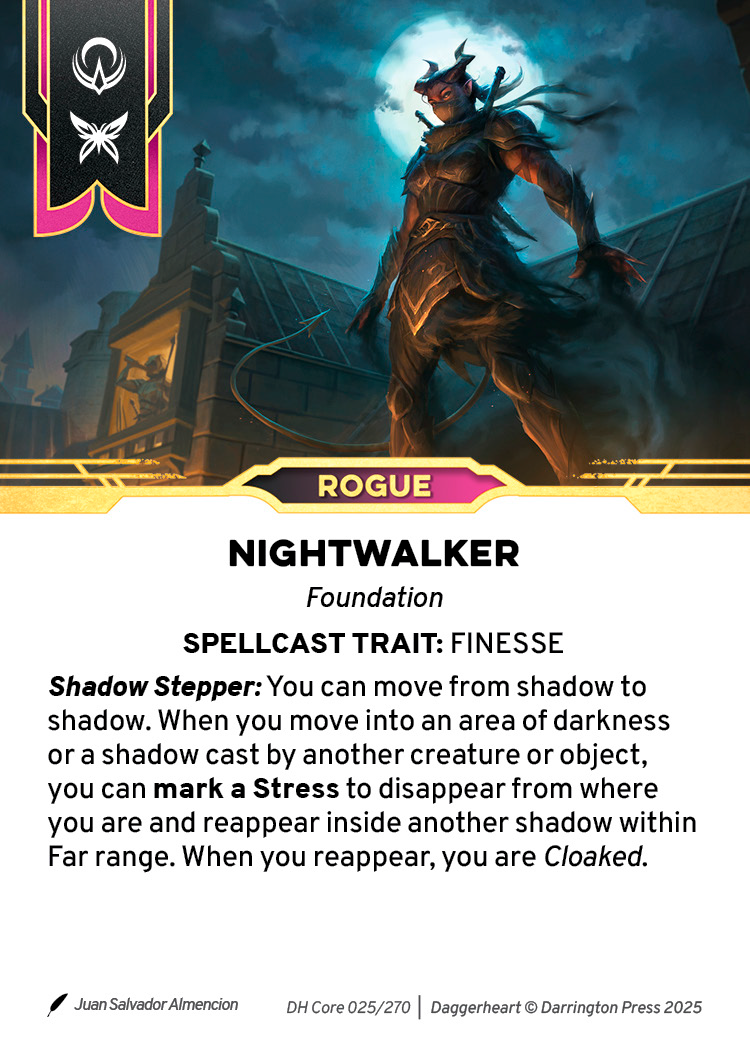 ROGUE
NIGHTWALKER
Foundation
SPELLCAST TRAIT: FINESSE
Shadow Stepper: You can move from shadow to
shadow. When you move into an area of darkness
or a shadow cast by another creature or object,
you can mark a Stress to disappear from where
you are and reappear inside another shadow within
Far range. When you reappear, you are Cloaked.
Juan Salvador Almencion
DH Core 025/270 | Daggerheart © Darrington Press 2025